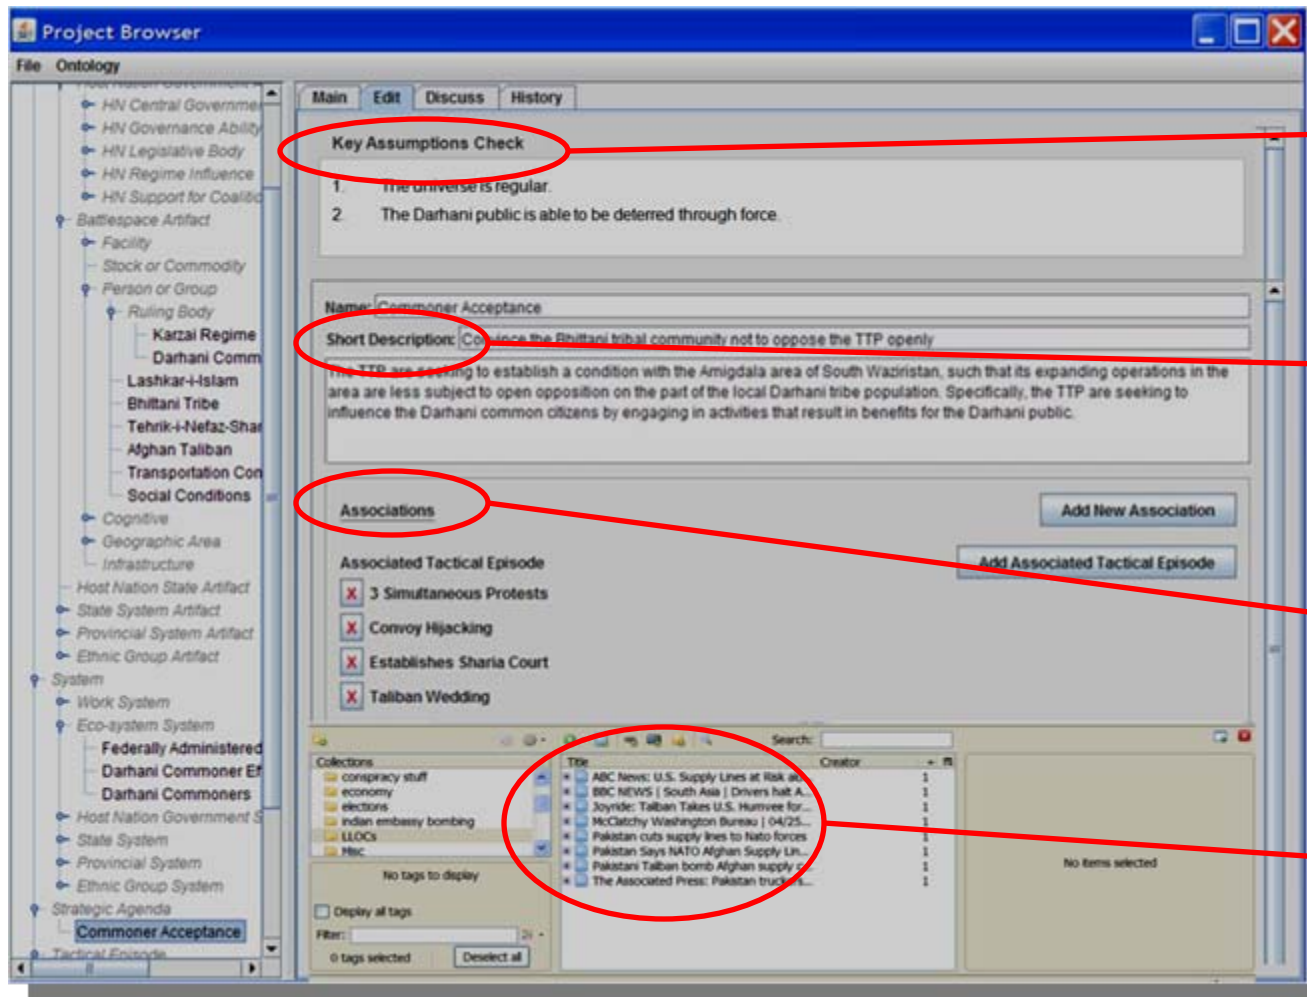 Project Browser
File Ontology
Host Nation Government A
HN Central Governmer
HN Governance Ability
HN Legislative Body
HN Regime Influence
HN Support for Coalitio
Battlespace Artifact
Facility
Stock or Commodity
Person or Group
Ruling Body
Karzai Regime
Darhani Comm
Lashkar-i-Islam
Bhittani Tribe
Tehrik-i-Nefaz-Shar
Afghan Taliban
Transportation Con
Social Conditions
Cognitive
Geographic Area
Infrastructure
Host Nation State Artifact
State System Artifact
Provincial System Artifact
Ethnic Group Artifact
System
Work System
Eco-system System
Federally Administered
Darhani Commoner Ef
Darhani Commoners
Host Nation Government S
State System
Provincial System
Ethnic Group System
Strategic Agenda
Commoner Acceptance
Tactical Episode
Main Edit Discuss History
Key Assumptions Check
1. The universe is regular.
2. The Darhani public is able to be deterred through force.
Name: Commoner Acceptance
Short Description: Convince the Bhittani tribal community not to oppose the TTP openly
The TTP are seeking to establish a condition with the Amigdala area of South Waziristan, such that its expanding operations in the
area are less subject to open opposition on the part of the local Darhani tribe population. Specifically, the TTP are seeking to
influence the Darhani common citizens by engaging in activities that result in benefits for the Darhani public.
Associations
Add New Association
Associated Tactical Episode
Add Associated Tactical Episode
X 3 Simultaneous Protests
X Convoy Hijacking
X Establishes Sharia Court
X Taliban Wedding
Search:
Collections
conspiracy stuff
economy
elections
indian embassy bombing
LLOCs
Misc
No tags to display
Display all tags
Filter:
0 tags selected Deselect all
Title Creator
ABC News: U.S. Supply Lines at Risk as... 1
BBC NEWS | South Asia | Drivers halt A... 1
Joyride: Taliban Takes U.S. Humvee for... 1
McClatchy Washington Bureau | 04/25... 1
Pakistan cuts supply lines to Nato forces 1
Pakistan Says NATO Afghan Supply Lin... 1
Pakistani Taliban bomb Afghan supply r... 1
The Associated Press: Pakistan truckers... 1
No items selected